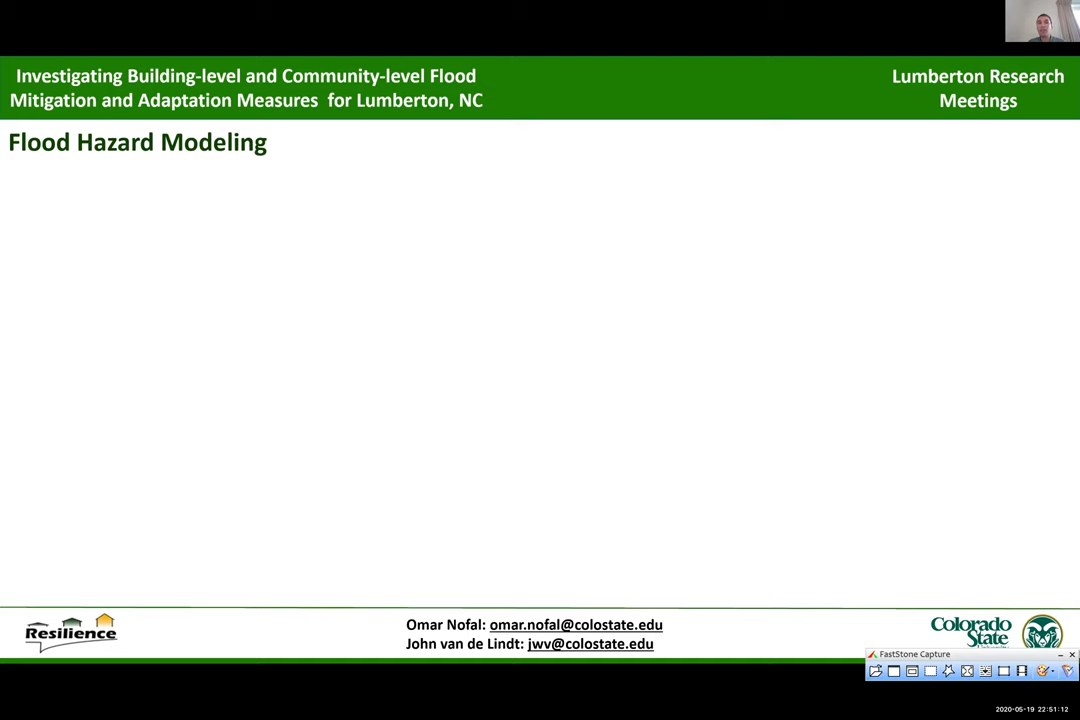 Investigating Building-level and Community-level Flood
Mitigation and Adaptation Measures for Lumberton, NC
Lumberton Research
Meetings
Flood Hazard Modeling
Resilience
Omar Nofal: omar.nofal@colostate.edu
John van de Lindt: jwv@colostate.edu
Colorado
State
FastStone Capture
2020-05-19 22:51:12